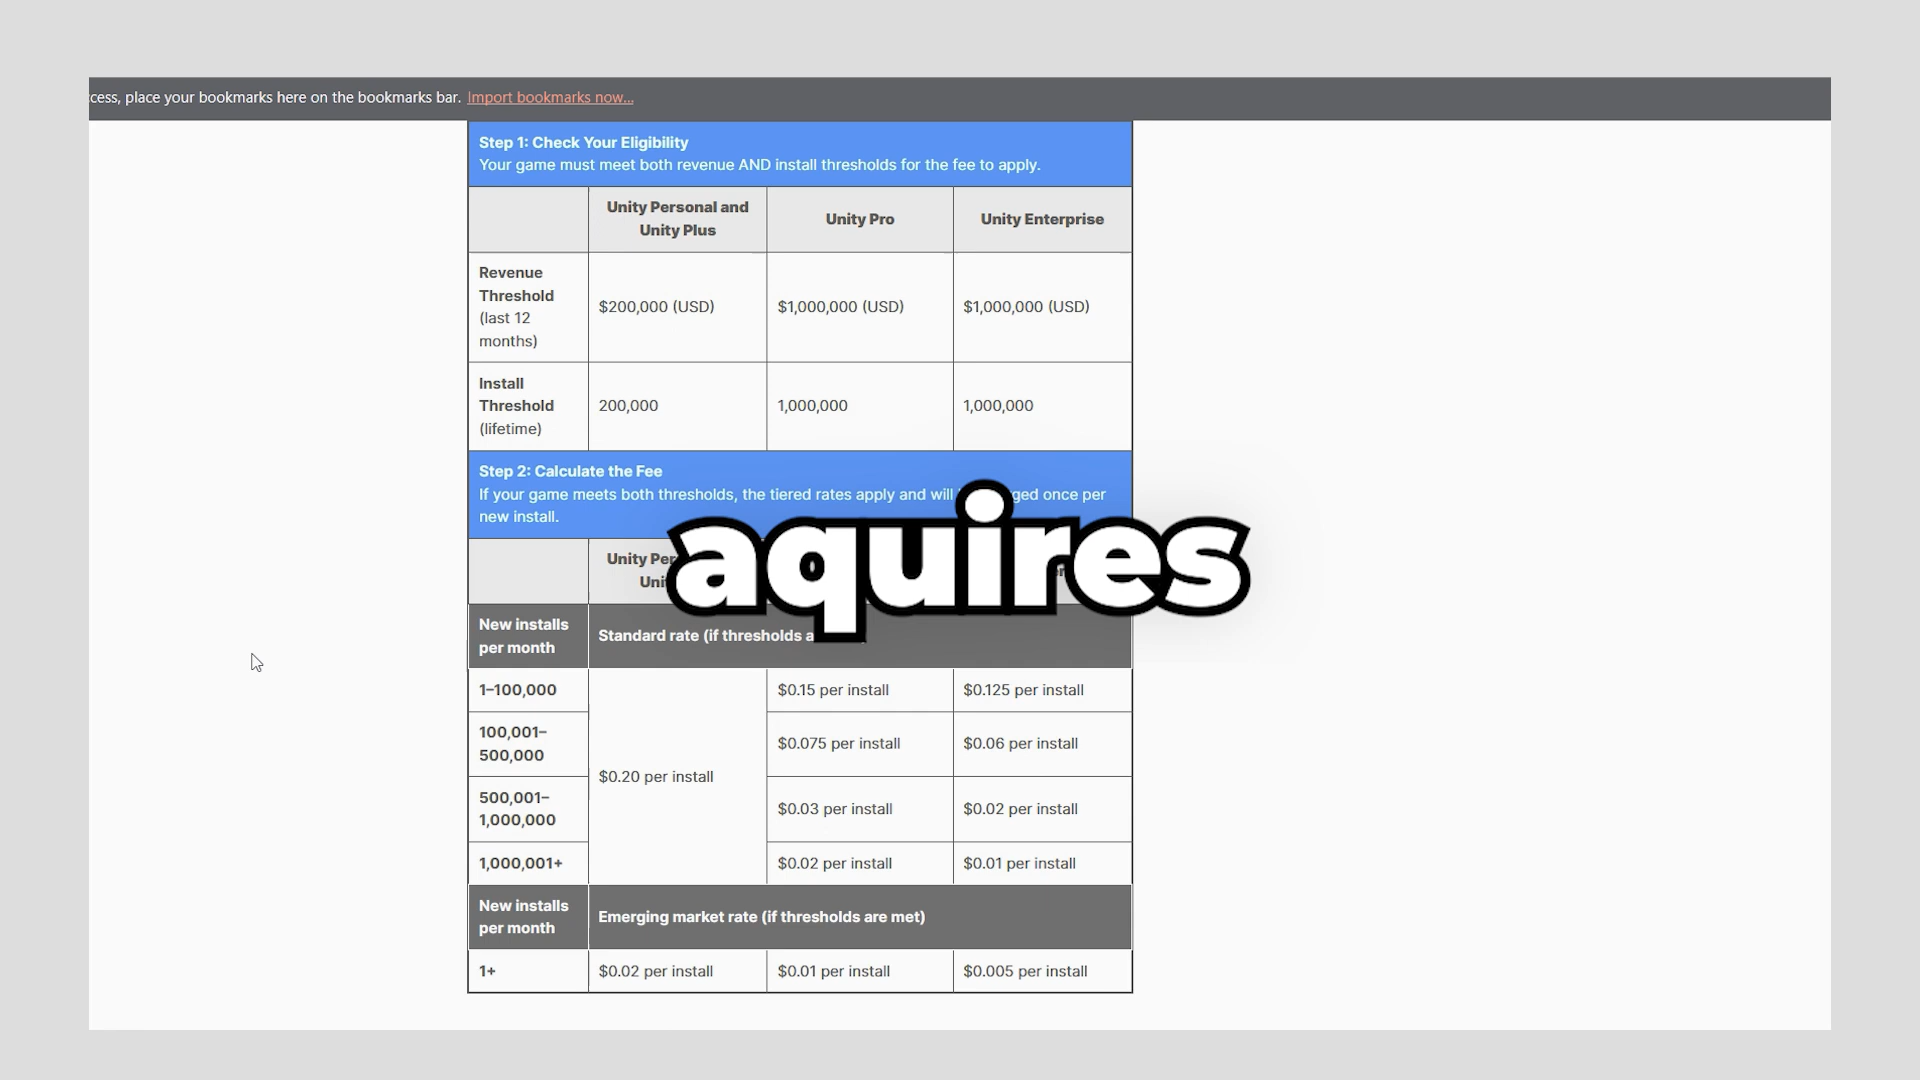 cess, place your bookmarks here on the bookmarks bar. Import bookmarks now...
Step 1: Check Your Eligibility
Your game must meet both revenue AND install thresholds for the fee to apply.
Unity Personal and
Unity Plus
Unity Pro
Unity Enterprise
Revenue
Threshold
(last 12
months)
$200,000 (USD)
$1,000,000 (USD)
$1,000,000 (USD)
Install
Threshold
(lifetime)
200,000
1,000,000
1,000,000
Step 2: Calculate the Fee
If your game meets both thresholds, the tiered rates apply and will ged once per
new install.
aquires
Unity Per
Uni
New installs
per month
Standard rate (if thresholds a
1–100,000
$0.15 per install
$0.125 per install
100,001–
500,000
$0.075 per install
$0.06 per install
$0.20 per install
500,001–
1,000,000
$0.03 per install
$0.02 per install
1,000,001+
$0.02 per install
$0.01 per install
New installs
per month
Emerging market rate (if thresholds are met)
1+
$0.02 per install
$0.01 per install
$0.005 per install